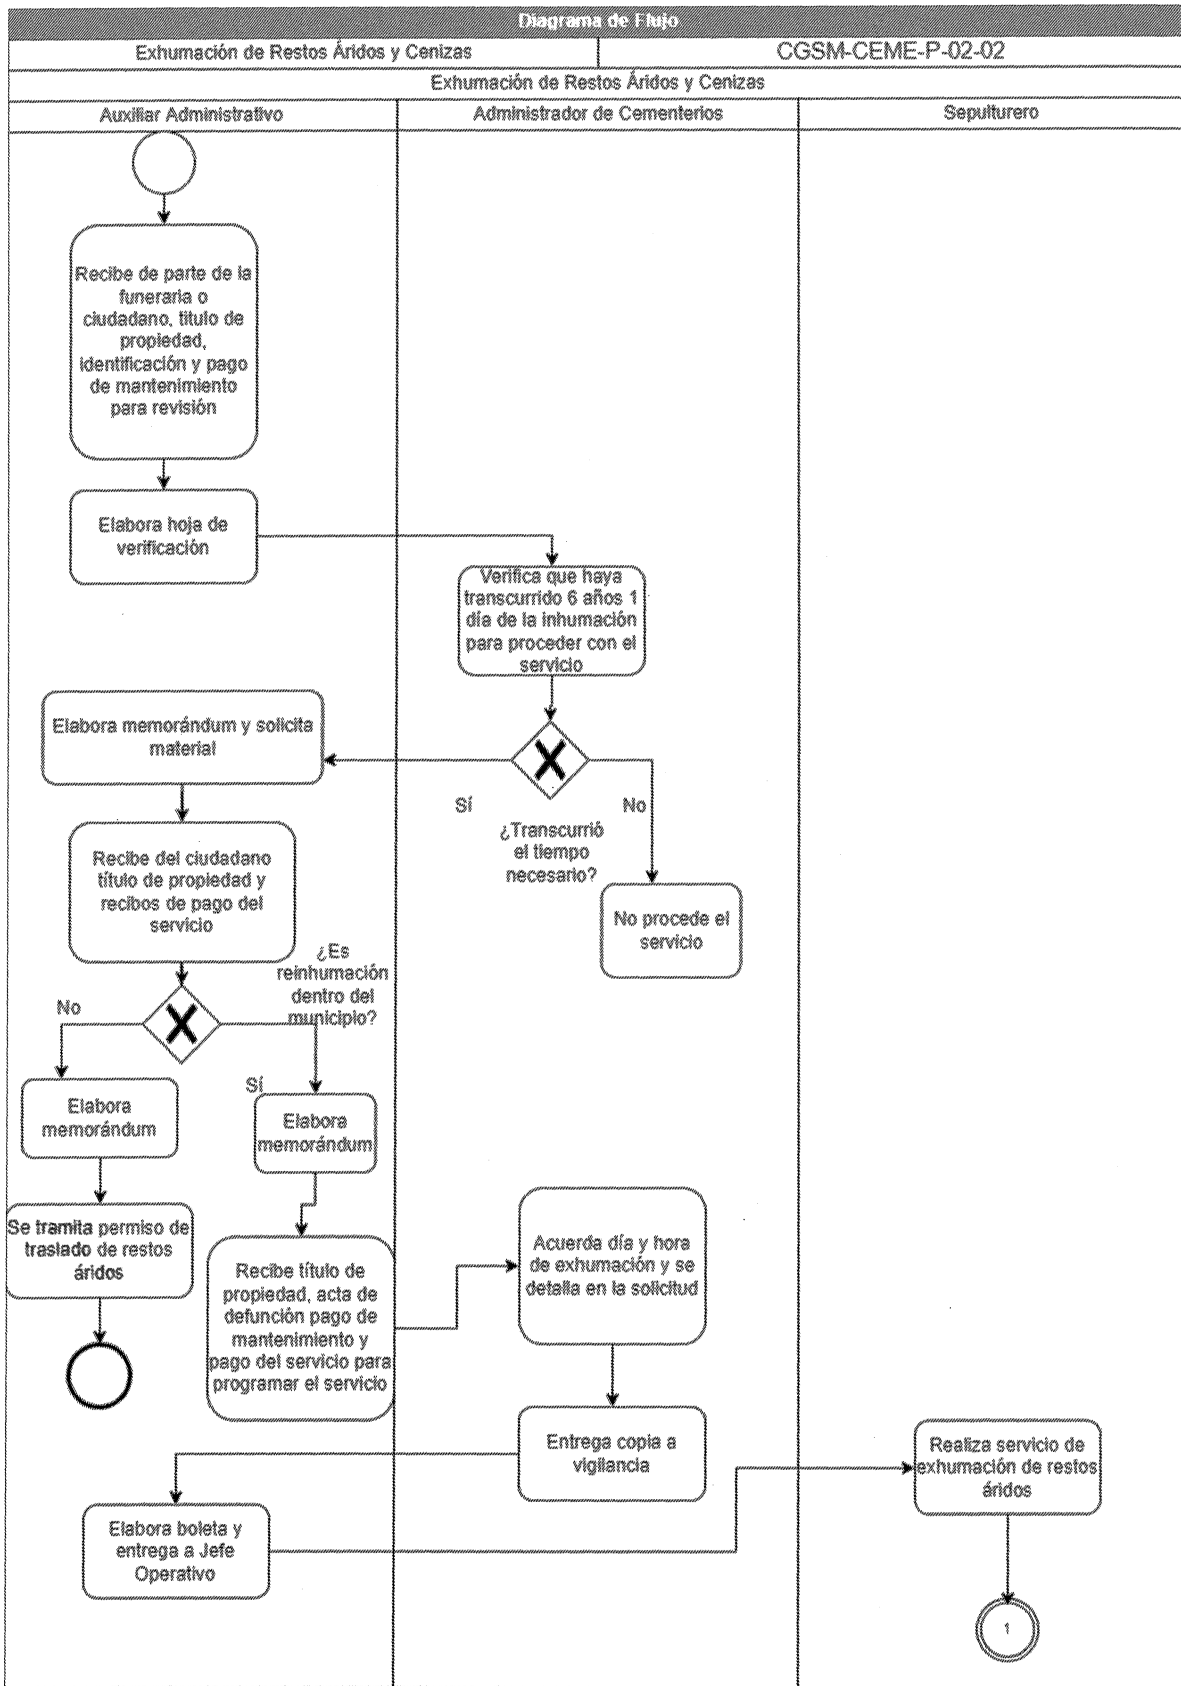 Diagrama de Flujo
Exhumación de Restos Áridos y Cenizas
CGSM-CEME-P-02-02
Exhumación de Restos Áridos y Cenizas
Auxiliar Administrativo
Administrador de Cementerios
Sepulturero
Recibe de parte de la
funeraria o
ciudadano, titulo de
propiedad,
identificación y pago
de mantenimiento
para revisión
Elabora hoja de
verificación
Verifica que haya
transcurrido 6 años 1
día de la inhumación
para proceder con el
servicio
Elabora memorándum y solicita
material
Sí
No
¿Transcurrió
el tiempo
necesario?
Recibe del ciudadano
título de propiedad y
recibos de pago del
servicio
No procede el
servicio
¿Es
reinhumación
dentro del
municipio?
No
Sí
Elabora
memorándum
Elabora
memorándum
Se tramita permiso de
traslado de restos
áridos
Recibe título de
propiedad, acta de
defunción pago de
mantenimiento y
pago del servicio para
programar el servicio
Acuerda día y hora
de exhumación y se
detalla en la solicitud
Entrega copia a
vigilancia
Realiza servicio de
exhumación de restos
áridos
Elabora boleta y
entrega a Jefe
Operativo
1